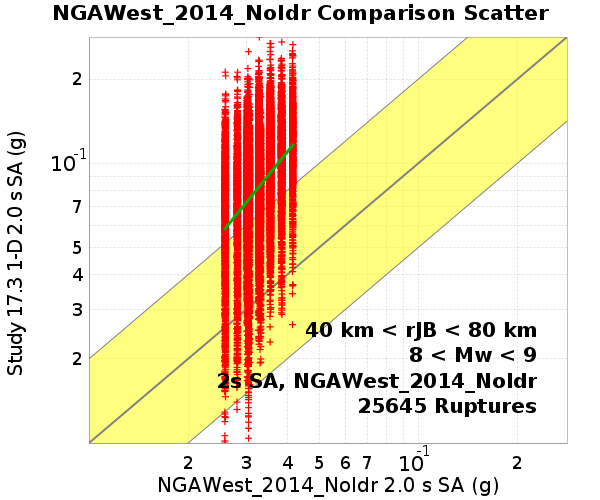 NGAWest_2014_NoIdr Comparison Scatter
Study 17.3 1-D 2.0 s SA (g)
2
10-1
7
5
4
3
2
40 km < rJB < 80 km
8 < Mw < 9
2s SA, NGAWest_2014_NoIdr
25645 Ruptures
2 3 4 5 6 7 10-1 2
NGAWest_2014_NoIdr 2.0 s SA (g)